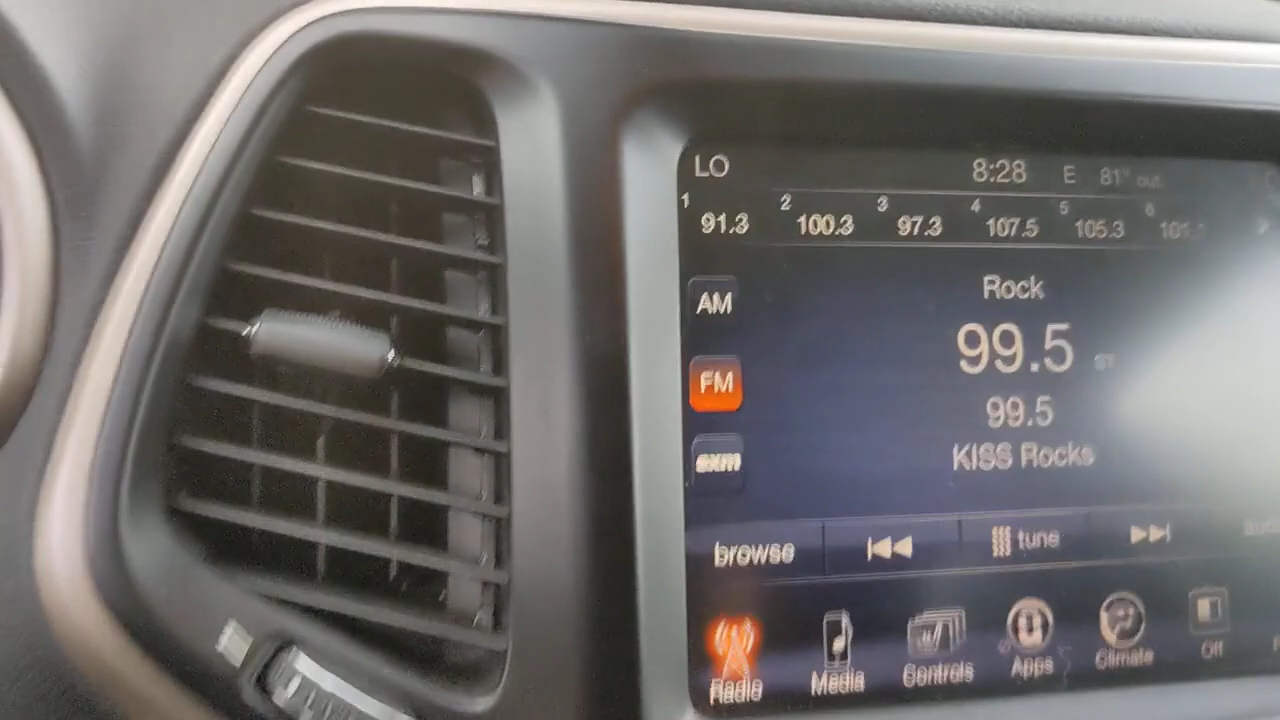 LO 8:28 E 81° out
1 2 3 4 5 6
91.3 100.3 97.3 107.5 105.3
AM
Rock
99.5 ST
FM
99.5
sxm
KISS Rocks
browse tune
Radio Media Controls Apps Climate Off